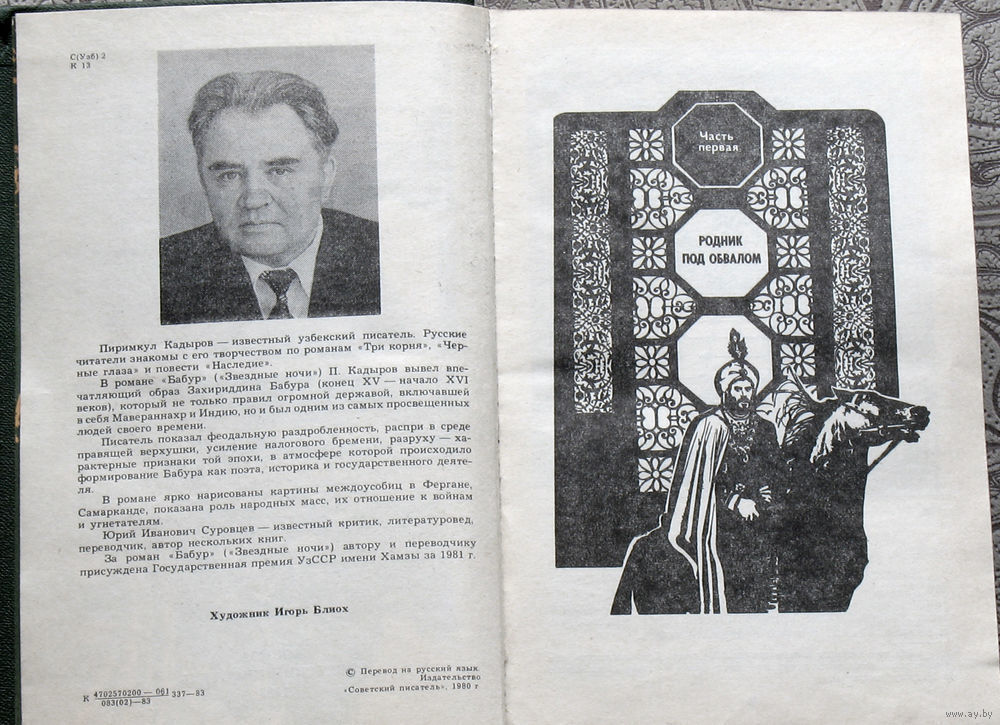 С(Узб) 2
К 13
Пиримкул Кадыров — известный узбекский писатель. Русские
читатели знакомы с его творчеством по романам «Три корня», «Чер-
ные глаза» и повести «Наследие».
В романе «Бабур» («Звездные ночи») П. Кадыров вывел впе-
чатляющий образ Захириддина Бабура (конец XV — начало XVI
веков), который не только правил огромной державой, включавшей
в себя Мавераннахр и Индию, но и был одним из самых просвещенных
людей своего времени.
Писатель показал феодальную раздробленность, распри в среде
правящей верхушки, усиление налогового бремени, разруху — ха-
рактерные признаки той эпохи, в атмосфере которой происходило
формирование Бабура как поэта, историка и государственного деяте-
ля.
В романе ярко нарисованы картины междоусобиц в Фергане,
Самарканде, показана роль народных масс, их отношение к войнам
и угнетателям.
Юрий Иванович Суровцев — известный критик, литературовед,
переводчик, автор нескольких книг.
За роман «Бабур» («Звездные ночи») автору и переводчику
присуждена Государственная премия УзССР имени Хамзы за 1981 г.
Художник Игорь Блиох
К 4702570200 — 061 337—83
083(02)—83
© Перевод на русский язык.
Издательство
«Советский писатель», 1980 г
Часть
первая
РОДНИК
ПОД ОБВАЛОМ
www.ay.by